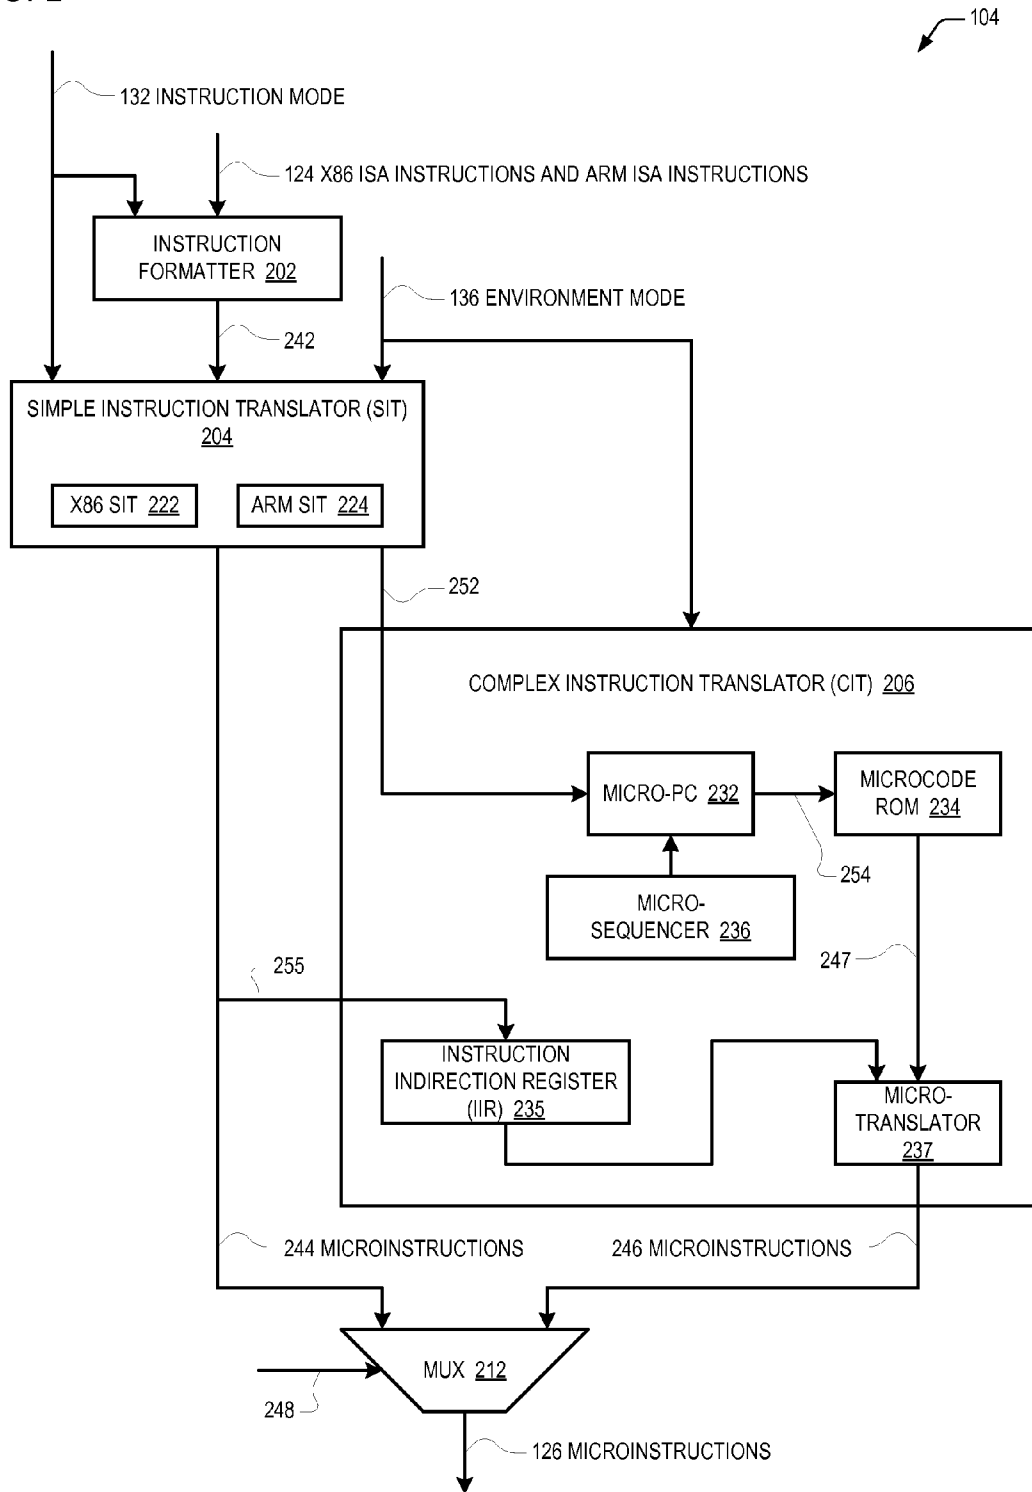 104
132 INSTRUCTION MODE
124 X86 ISA INSTRUCTIONS AND ARM ISA INSTRUCTIONS
INSTRUCTION
FORMATTER 202
136 ENVIRONMENT MODE
242
SIMPLE INSTRUCTION TRANSLATOR (SIT)
204
X86 SIT 222
ARM SIT 224
252
COMPLEX INSTRUCTION TRANSLATOR (CIT) 206
MICRO-PC 232
MICROCODE
ROM 234
254
MICRO-
SEQUENCER 236
247
255
INSTRUCTION
INDIRECTION REGISTER
(IIR) 235
MICRO-
TRANSLATOR
237
244 MICROINSTRUCTIONS
246 MICROINSTRUCTIONS
MUX 212
248
126 MICROINSTRUCTIONS